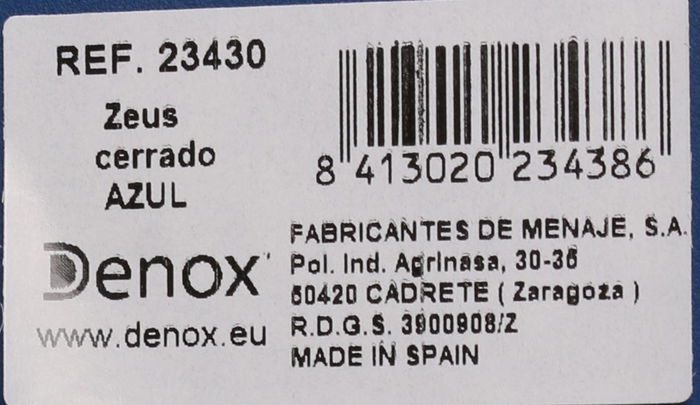 REF. 23430
Zeus
cerrado
AZUL
Denox
www.denox.eu
8 413020 234386
FABRICANTES DE MENAJE, S.A.
Pol. Ind. Agrinasa, 30-36
50420 CADRETE ( Zaragoza )
R.D.G.S. 3900908/Z
MADE IN SPAIN